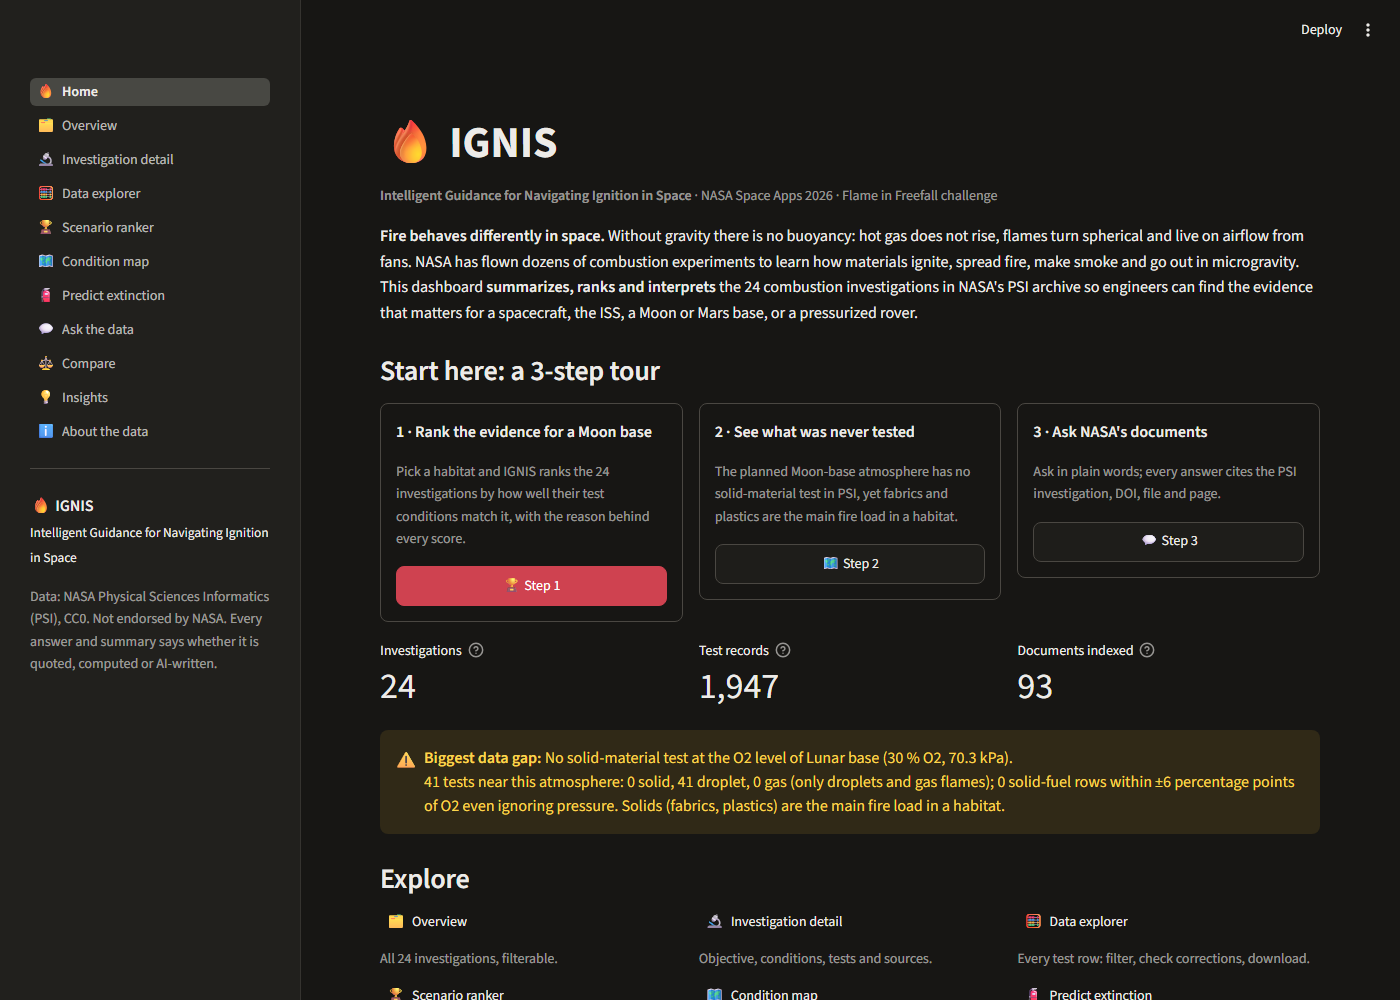 Deploy
Home
Overview
Investigation detail
Data explorer
Scenario ranker
Condition map
Predict extinction
Ask the data
Compare
Insights
About the data
IGNIS
Intelligent Guidance for Navigating Ignition
in Space
Data: NASA Physical Sciences Informatics
(PSI), CC0. Not endorsed by NASA. Every
answer and summary says whether it is
quoted, computed or AI-written.
IGNIS
Intelligent Guidance for Navigating Ignition in Space · NASA Space Apps 2026 · Flame in Freefall challenge
Fire behaves differently in space. Without gravity there is no buoyancy: hot gas does not rise, flames turn spherical and live on airflow from
fans. NASA has flown dozens of combustion experiments to learn how materials ignite, spread fire, make smoke and go out in microgravity.
This dashboard summarizes, ranks and interprets the 24 combustion investigations in NASA's PSI archive so engineers can find the evidence
that matters for a spacecraft, the ISS, a Moon or Mars base, or a pressurized rover.
Start here: a 3-step tour
1 · Rank the evidence for a Moon base
Pick a habitat and IGNIS ranks the 24
investigations by how well their test
conditions match it, with the reason behind
every score.
Step 1
2 · See what was never tested
The planned Moon-base atmosphere has no
solid-material test in PSI, yet fabrics and
plastics are the main fire load in a habitat.
Step 2
3 · Ask NASA's documents
Ask in plain words; every answer cites the PSI
investigation, DOI, file and page.
Step 3
Investigations
24
Test records
1,947
Documents indexed
93
Biggest data gap: No solid-material test at the O2 level of Lunar base (30 % O2, 70.3 kPa).
41 tests near this atmosphere: 0 solid, 41 droplet, 0 gas (only droplets and gas flames); 0 solid-fuel rows within ±6 percentage points
of O2 even ignoring pressure. Solids (fabrics, plastics) are the main fire load in a habitat.
Explore
Overview
All 24 investigations, filterable.
Investigation detail
Objective, conditions, tests and sources.
Data explorer
Every test row: filter, check corrections, download.
Scenario ranker
Condition map
Predict extinction